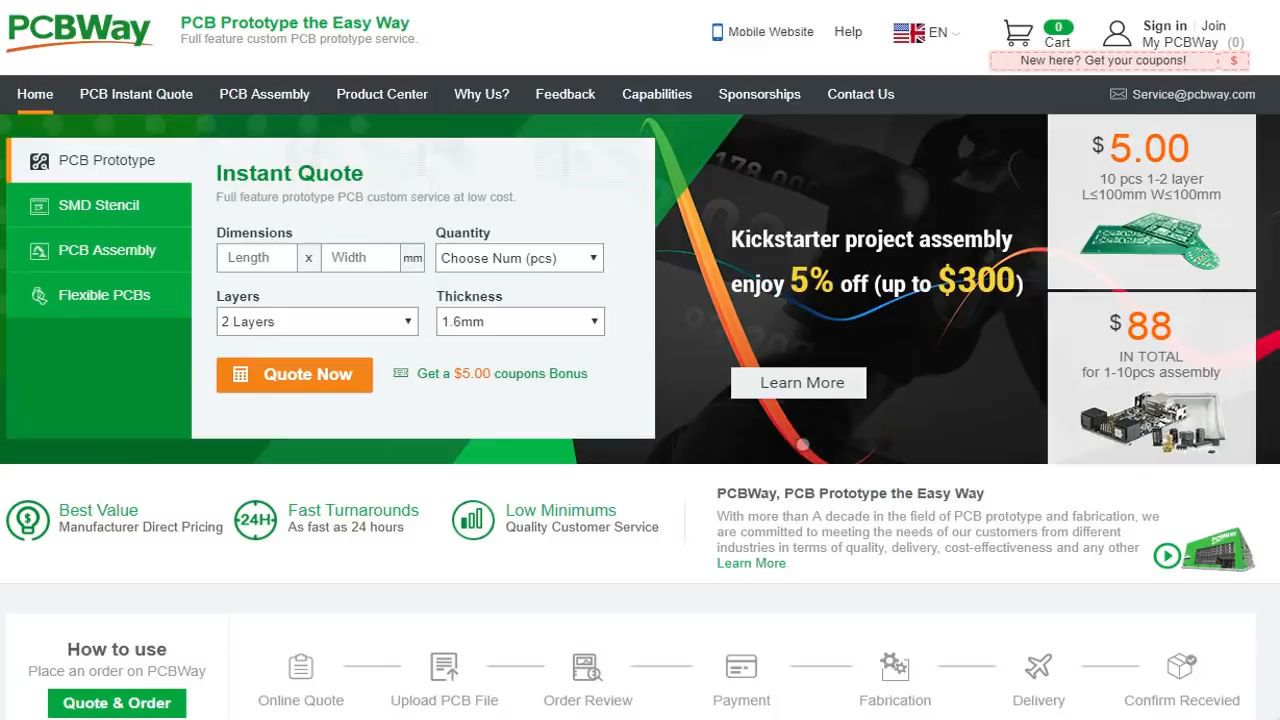 PCBWay
PCB Prototype the Easy Way
Full feature custom PCB prototype service.
Mobile Website
Help
EN
0
Cart
Sign in | Join
My PCBWay (0)
New here? Get your coupons! $
Home
PCB Instant Quote
PCB Assembly
Product Center
Why Us?
Feedback
Capabilities
Sponsorships
Contact Us
Service@pcbway.com
PCB Prototype
SMD Stencil
PCB Assembly
Flexible PCBs
Instant Quote
Full feature prototype PCB custom service at low cost.
Dimensions
Length x Width mm
Quantity
Choose Num (pcs)
Layers
2 Layers
Thickness
1.6mm
Quote Now
Get a $5.00 coupons Bonus
Kickstarter project assembly
enjoy 5% off (up to $300)
Learn More
$ 5.00
10 pcs 1-2 layer
L≤100mm W≤100mm
$ 88
IN TOTAL
for 1-10pcs assembly
Best Value
Manufacturer Direct Pricing
24H
Fast Turnarounds
As fast as 24 hours
Low Minimums
Quality Customer Service
PCBWay, PCB Prototype the Easy Way
With more than A decade in the field of PCB prototype and fabrication, we
are committed to meeting the needs of our customers from different
industries in terms of quality, delivery, cost-effectiveness and any other
Learn More
How to use
Place an order on PCBWay
Quote & Order
Online Quote
Upload PCB File
Order Review
Payment
Fabrication
Delivery
Confirm Recevied